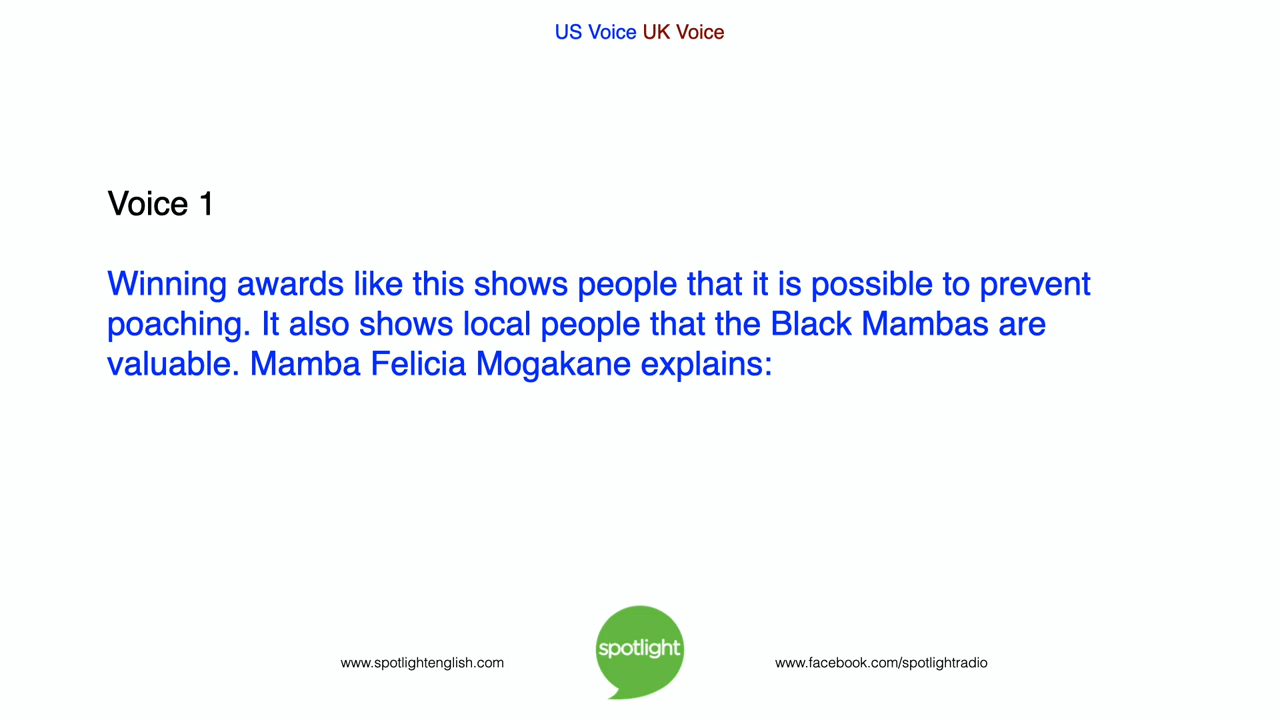 US Voice UK Voice
Voice 1
Winning awards like this shows people that it is possible to prevent
poaching. It also shows local people that the Black Mambas are
valuable. Mamba Felicia Mogakane explains:
spotlight
www.spotlightenglish.com
www.facebook.com/spotlightradio